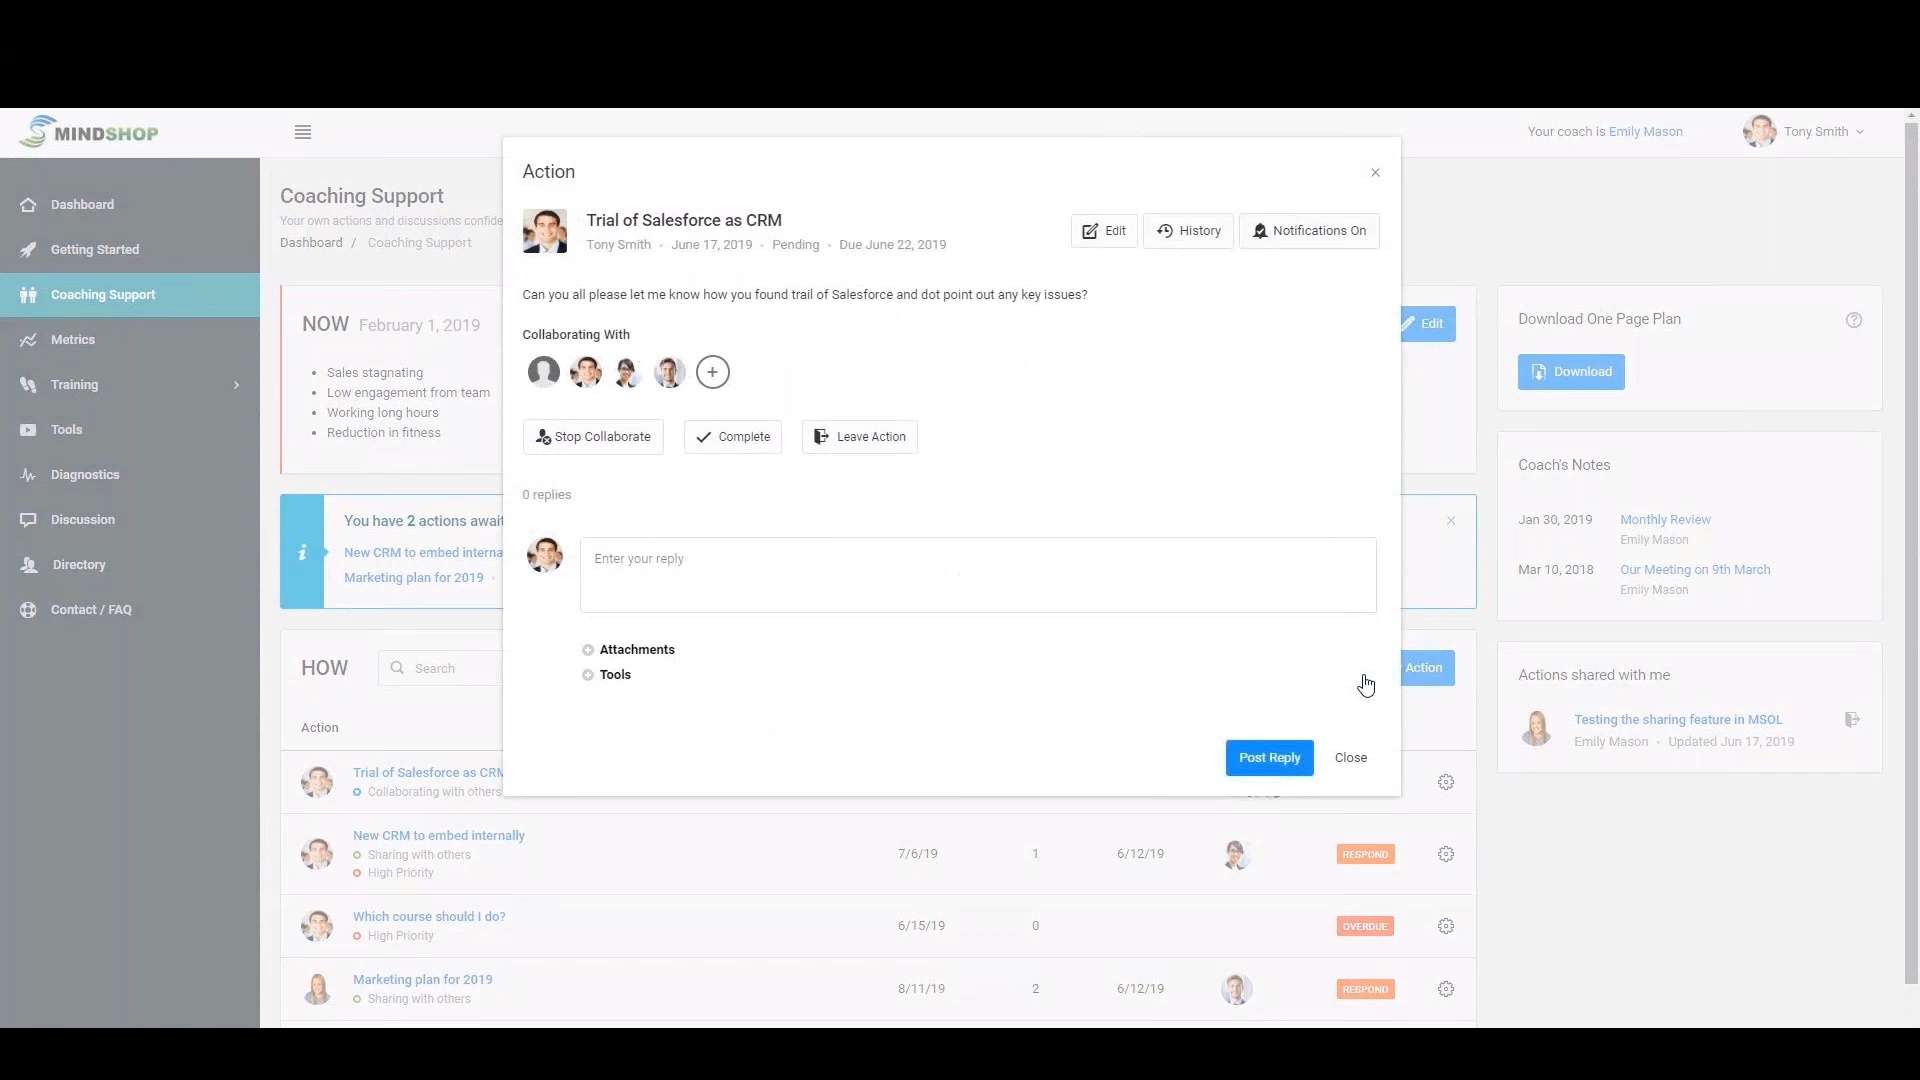 MINDSHOP
Your coach is Emily Mason
Tony Smith
Dashboard
Getting Started
Coaching Support
Metrics
Training
Tools
Diagnostics
Discussion
Directory
Contact / FAQ
Coaching Support
Your own actions and discussions confide
Dashboard / Coaching Support
NOW February 1, 2019
Sales stagnating
Low engagement from team
Working long hours
Reduction in fitness
Edit
You have 2 actions await
New CRM to embed interna
Marketing plan for 2019
HOW
Search
Action
Action
Trial of Salesforce as CRM
Collaborating with others
New CRM to embed internally
Sharing with others
High Priority
7/6/19 1 6/12/19 RESPOND
Which course should I do?
High Priority
6/15/19 0 OVERDUE
Marketing plan for 2019
Sharing with others
8/11/19 2 6/12/19 RESPOND
Action
Trial of Salesforce as CRM
Tony Smith • June 17, 2019 • Pending • Due June 22, 2019
Edit
History
Notifications On
Can you all please let me know how you found trail of Salesforce and dot point out any key issues?
Collaborating With
Stop Collaborate
Complete
Leave Action
0 replies
Enter your reply
Attachments
Tools
Post Reply
Close
Download One Page Plan
Download
Coach's Notes
Jan 30, 2019 Monthly Review
Emily Mason
Mar 10, 2018 Our Meeting on 9th March
Emily Mason
Actions shared with me
Testing the sharing feature in MSOL
Emily Mason • Updated Jun 17, 2019